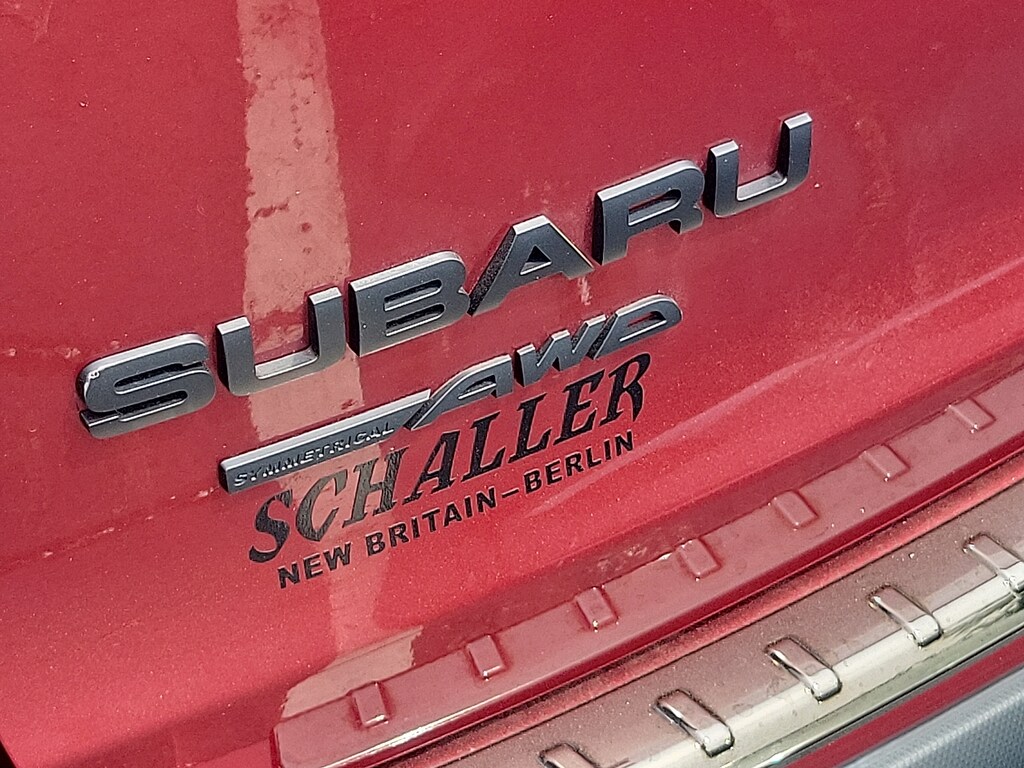 SUBARU
SYMMETRICAL AWD
SCHALLER
NEW BRITAIN-BERLIN